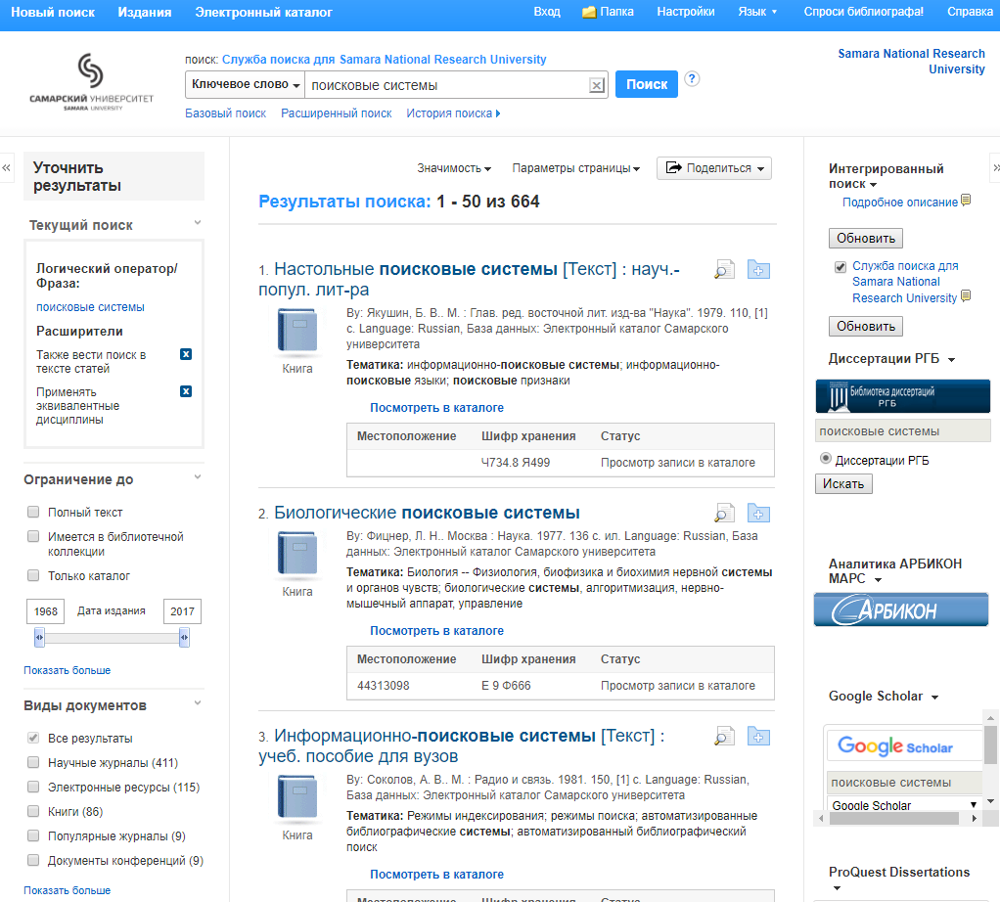 Новый поиск Издания Электронный каталог Вход Папка Настройки Язык Спроси библиографа! Справка
САМАРСКИЙ УНИВЕРСИТЕТ
SAMARA UNIVERSITY
поиск: Служба поиска для Samara National Research University
Ключевое слово поисковые системы Поиск ?
Базовый поиск Расширенный поиск История поиска
Samara National Research
University
Уточнить
результаты
Текущий поиск
Логический оператор/
Фраза:
поисковые системы
Расширители
Также вести поиск в
тексте статей
Применять
эквивалентные
дисциплины
Ограничение до
Полный текст
Имеется в библиотечной
коллекции
Только каталог
1968 Дата издания 2017
Показать больше
Виды документов
Все результаты
Научные журналы (411)
Электронные ресурсы (115)
Книги (86)
Популярные журналы (9)
Документы конференций (9)
Показать больше
Значимость Параметры страницы Поделиться
Результаты поиска: 1 - 50 из 664
1. Настольные поисковые системы [Текст] : науч.-
попул. лит-ра
Книга
By: Якушин, Б. В.. М. : Глав. ред. восточной лит. изд-ва "Наука". 1979. 110, [1]
с. Language: Russian, База данных: Электронный каталог Самарского
университета
Тематика: информационно-поисковые системы; информационно-
поисковые языки; поисковые признаки
Посмотреть в каталоге
Местоположение Шифр хранения Статус
Ч734.8 Я499 Просмотр записи в каталоге
2. Биологические поисковые системы
Книга
By: Фицнер, Л. Н.. Москва : Наука. 1977. 136 с. ил. Language: Russian, База
данных: Электронный каталог Самарского университета
Тематика: Биология -- Физиология, биофизика и биохимия нервной системы
и органов чувств; биологические системы, алгоритмизация, нервно-
мышечный аппарат, управление
Посмотреть в каталоге
Местоположение Шифр хранения Статус
44313098 Е 9 Ф666 Просмотр записи в каталоге
3. Информационно-поисковые системы [Текст] :
учеб. пособие для вузов
Книга
By: Соколов, А. В.. М. : Радио и связь. 1981. 150, [1] с. Language: Russian,
База данных: Электронный каталог Самарского университета
Тематика: Режимы индексирования; режимы поиска; автоматизированные
библиографические системы; автоматизированный библиографический
поиск
Посмотреть в каталоге
Местоположение Шифр хранения Статус
Интегрированный
поиск
Подробное описание
Обновить
Служба поиска для
Samara National
Research University
Обновить
Диссертации РГБ
Библиотека диссертаций
РГБ
поисковые системы
Диссертации РГБ
Искать
Аналитика АРБИКОН
МАРС
АРБИКОН
Google Scholar
Google Scholar
поисковые системы
Google Scholar
ProQuest Dissertations